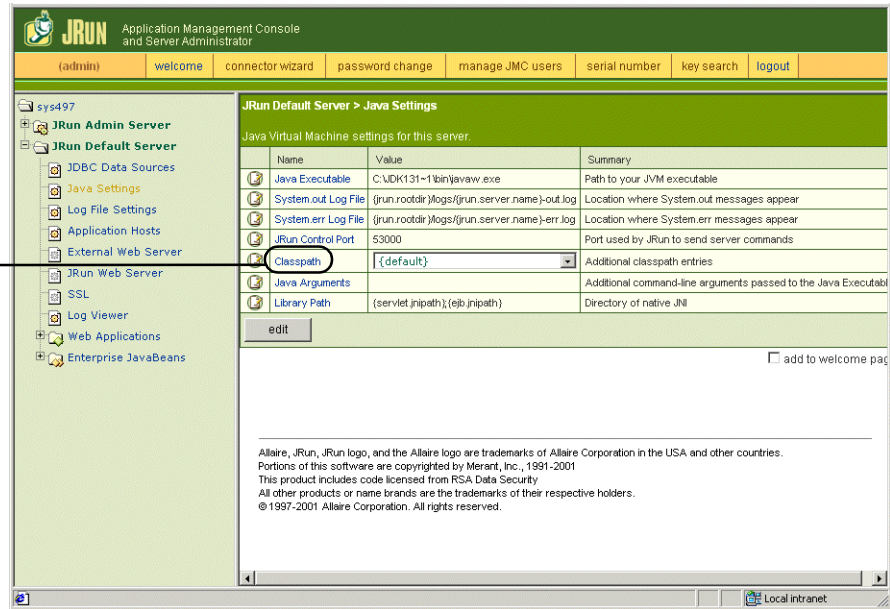 JRUN Application Management Console
and Server Administrator
(admin) welcome connector wizard password change manage JMC users serial number key search logout
sys497
JRun Admin Server
JRun Default Server
JDBC Data Sources
Java Settings
Log File Settings
Application Hosts
External Web Server
JRun Web Server
SSL
Log Viewer
Web Applications
Enterprise JavaBeans
JRun Default Server > Java Settings
Java Virtual Machine settings for this server.
Name Value Summary
Java Executable C:\JDK131~1\bin\javaw.exe Path to your JVM executable
System.out Log File {jrun.rootdir}/logs/{jrun.server.name}-out.log Location where System.out messages appear
System.err Log File {jrun.rootdir}/logs/{jrun.server.name}-err.log Location where System.err messages appear
JRun Control Port 53000 Port used by JRun to send server commands
Classpath {default} Additional classpath entries
Java Arguments Additional command-line arguments passed to the Java Executabl
Library Path {servlet.jnipath};{ejb.jnipath} Directory of native JNI
edit
add to welcome pag
Allaire, JRun, JRun logo, and the Allaire logo are trademarks of Allaire Corporation in the USA and other countries.
Portions of this software are copyrighted by Merant, Inc., 1991-2001
This product includes code licensed from RSA Data Security
All other products or name brands are the trademarks of their respective holders.
© 1997-2001 Allaire Corporation. All rights reserved.
Local intranet